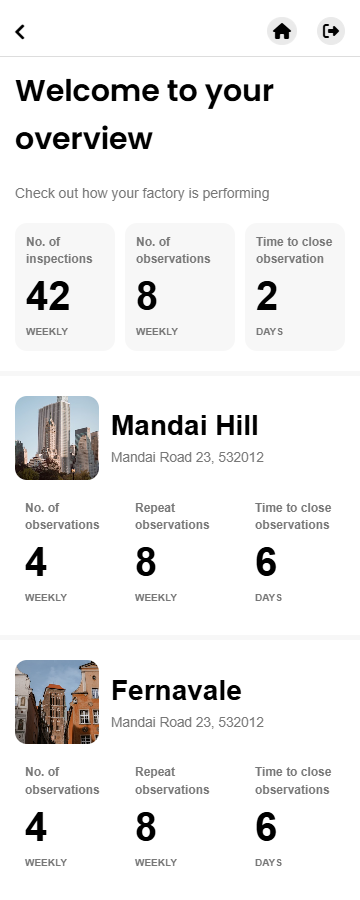 Welcome to your
overview
Check out how your factory is performing
No. of
inspections
42
WEEKLY
No. of
observations
8
WEEKLY
Time to close
observation
2
DAYS
Mandai Hill
Mandai Road 23, 532012
No. of
observations
4
WEEKLY
Repeat
observations
8
WEEKLY
Time to close
observations
6
DAYS
Fernavale
Mandai Road 23, 532012
No. of
observations
4
WEEKLY
Repeat
observations
8
WEEKLY
Time to close
observations
6
DAYS